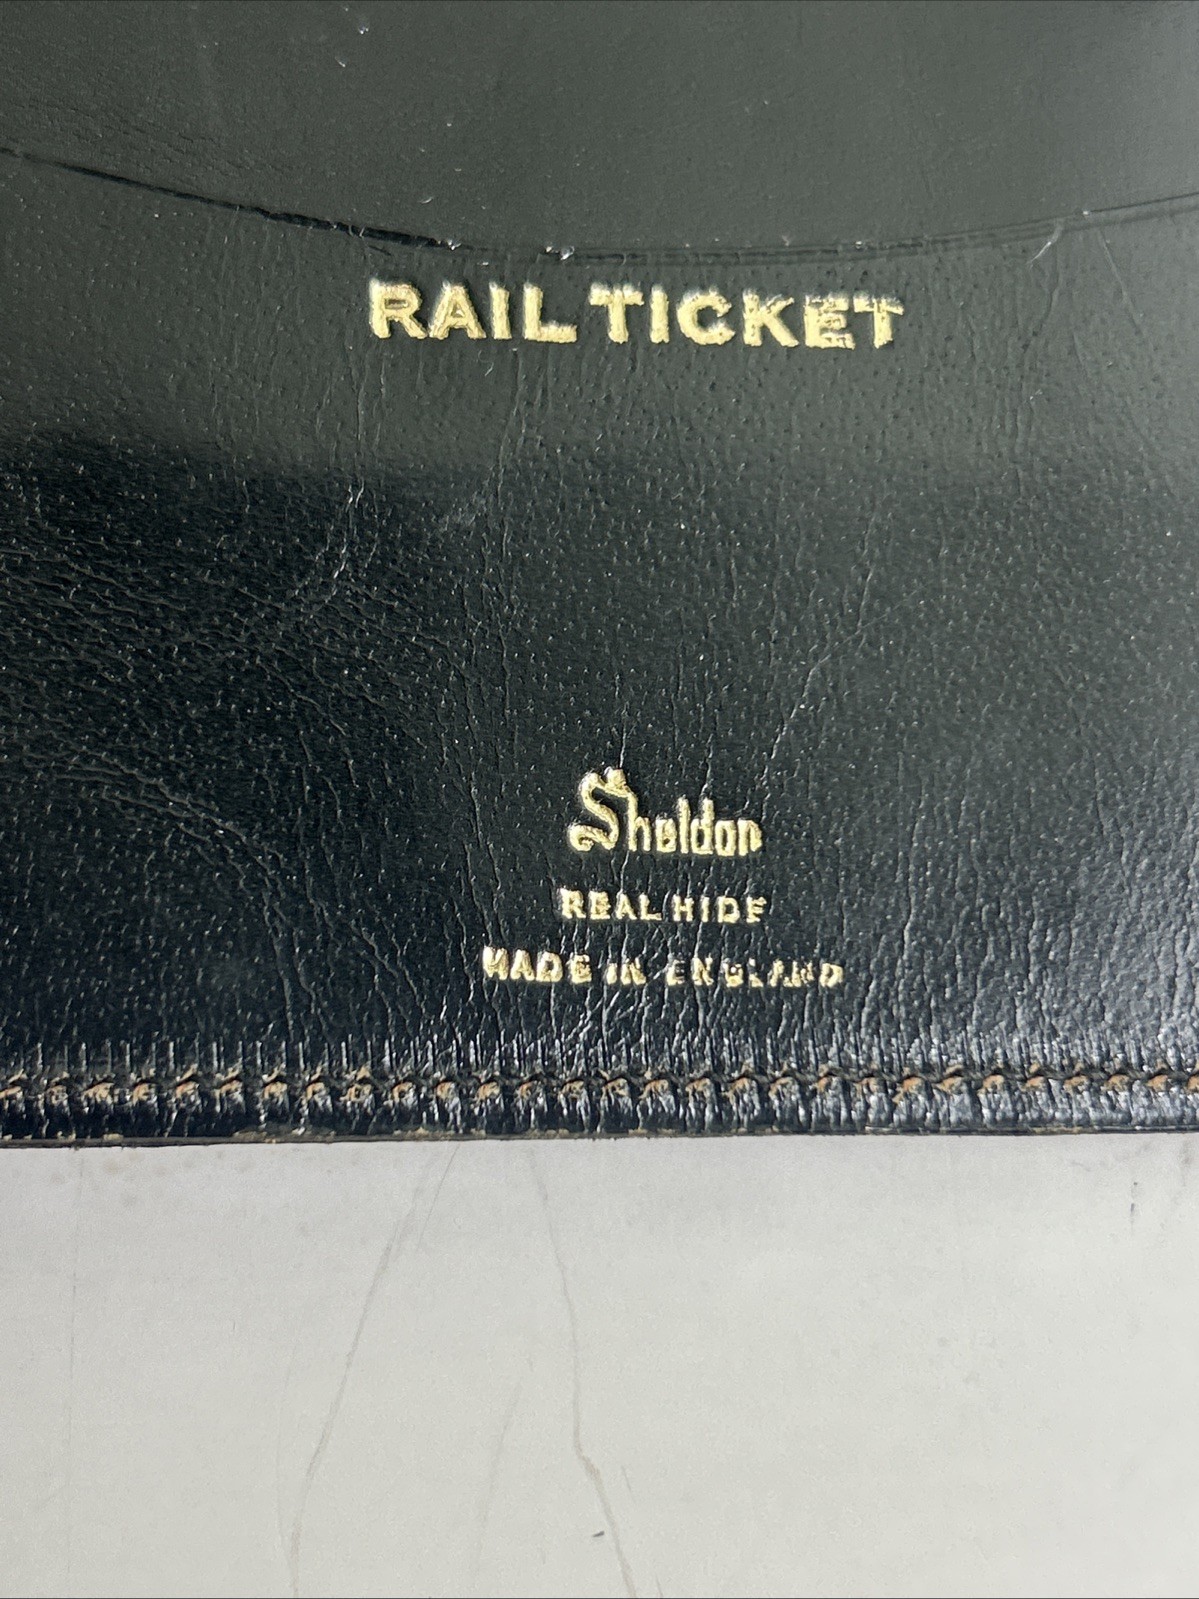 RAIL TICKET
Sheldon
REAL HIDE
MADE IN ENGLAND